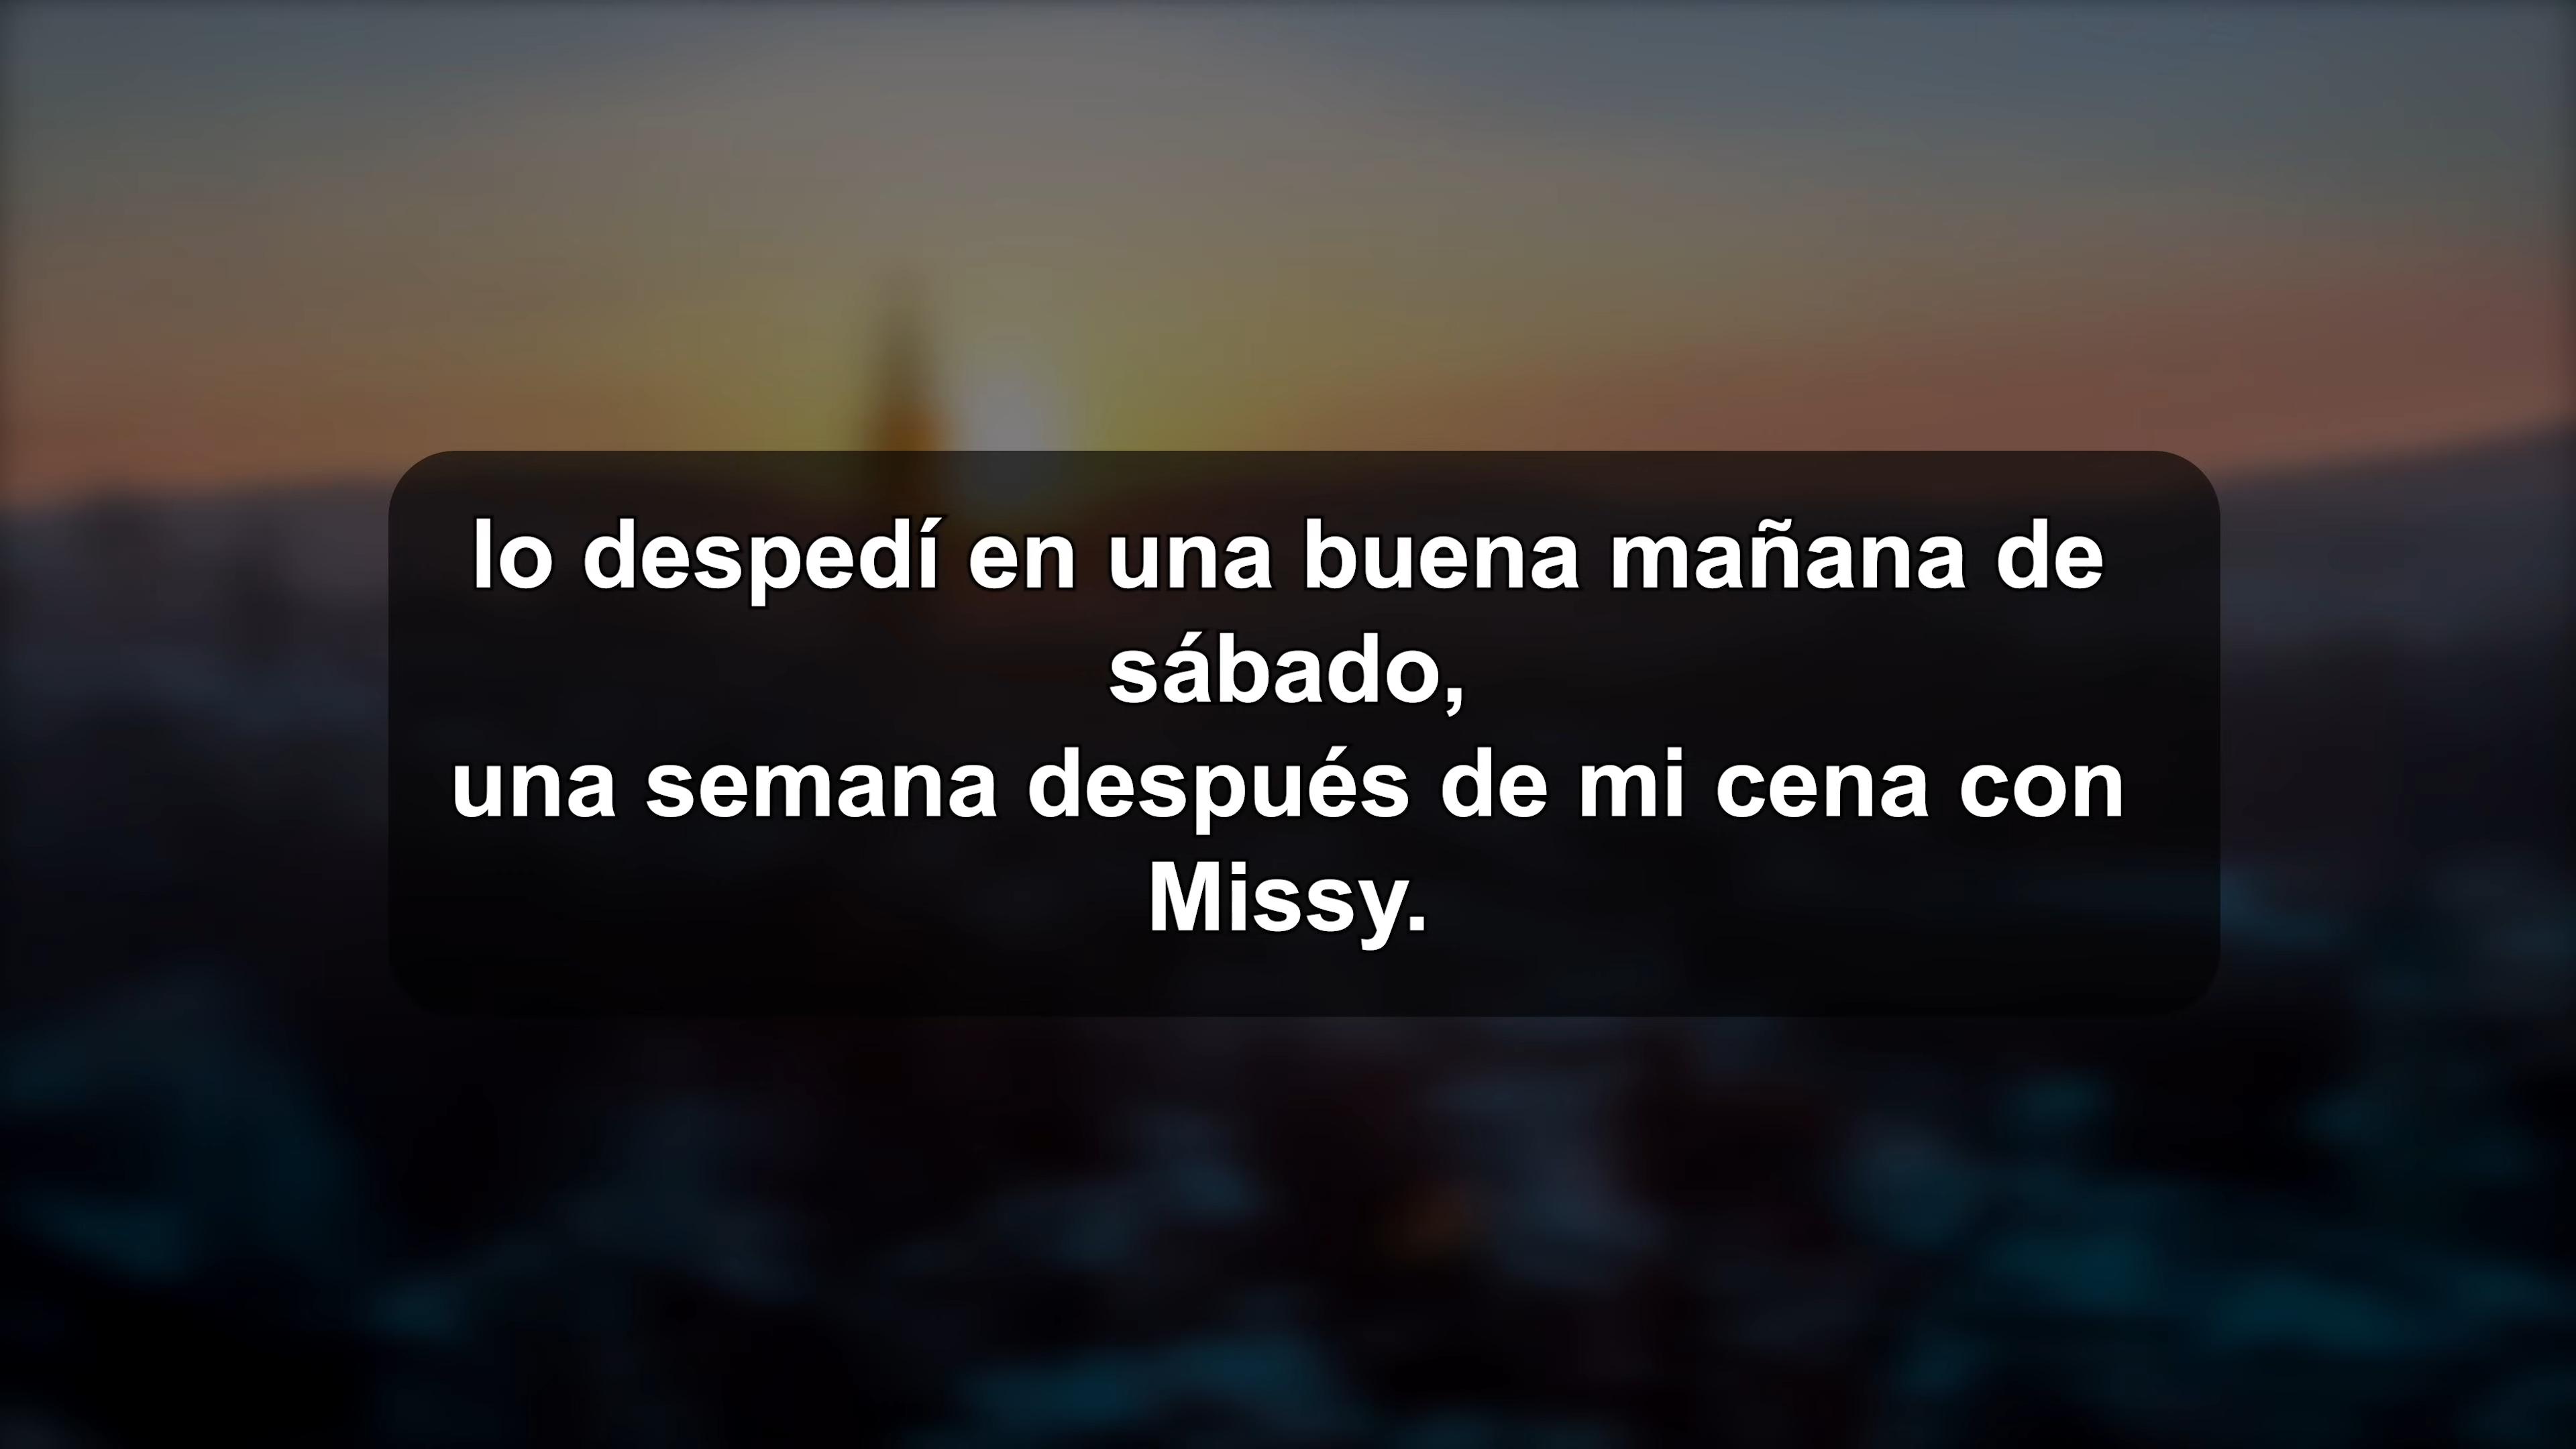 lo despedí en una buena mañana de
sábado,
una semana después de mi cena con
Missy.